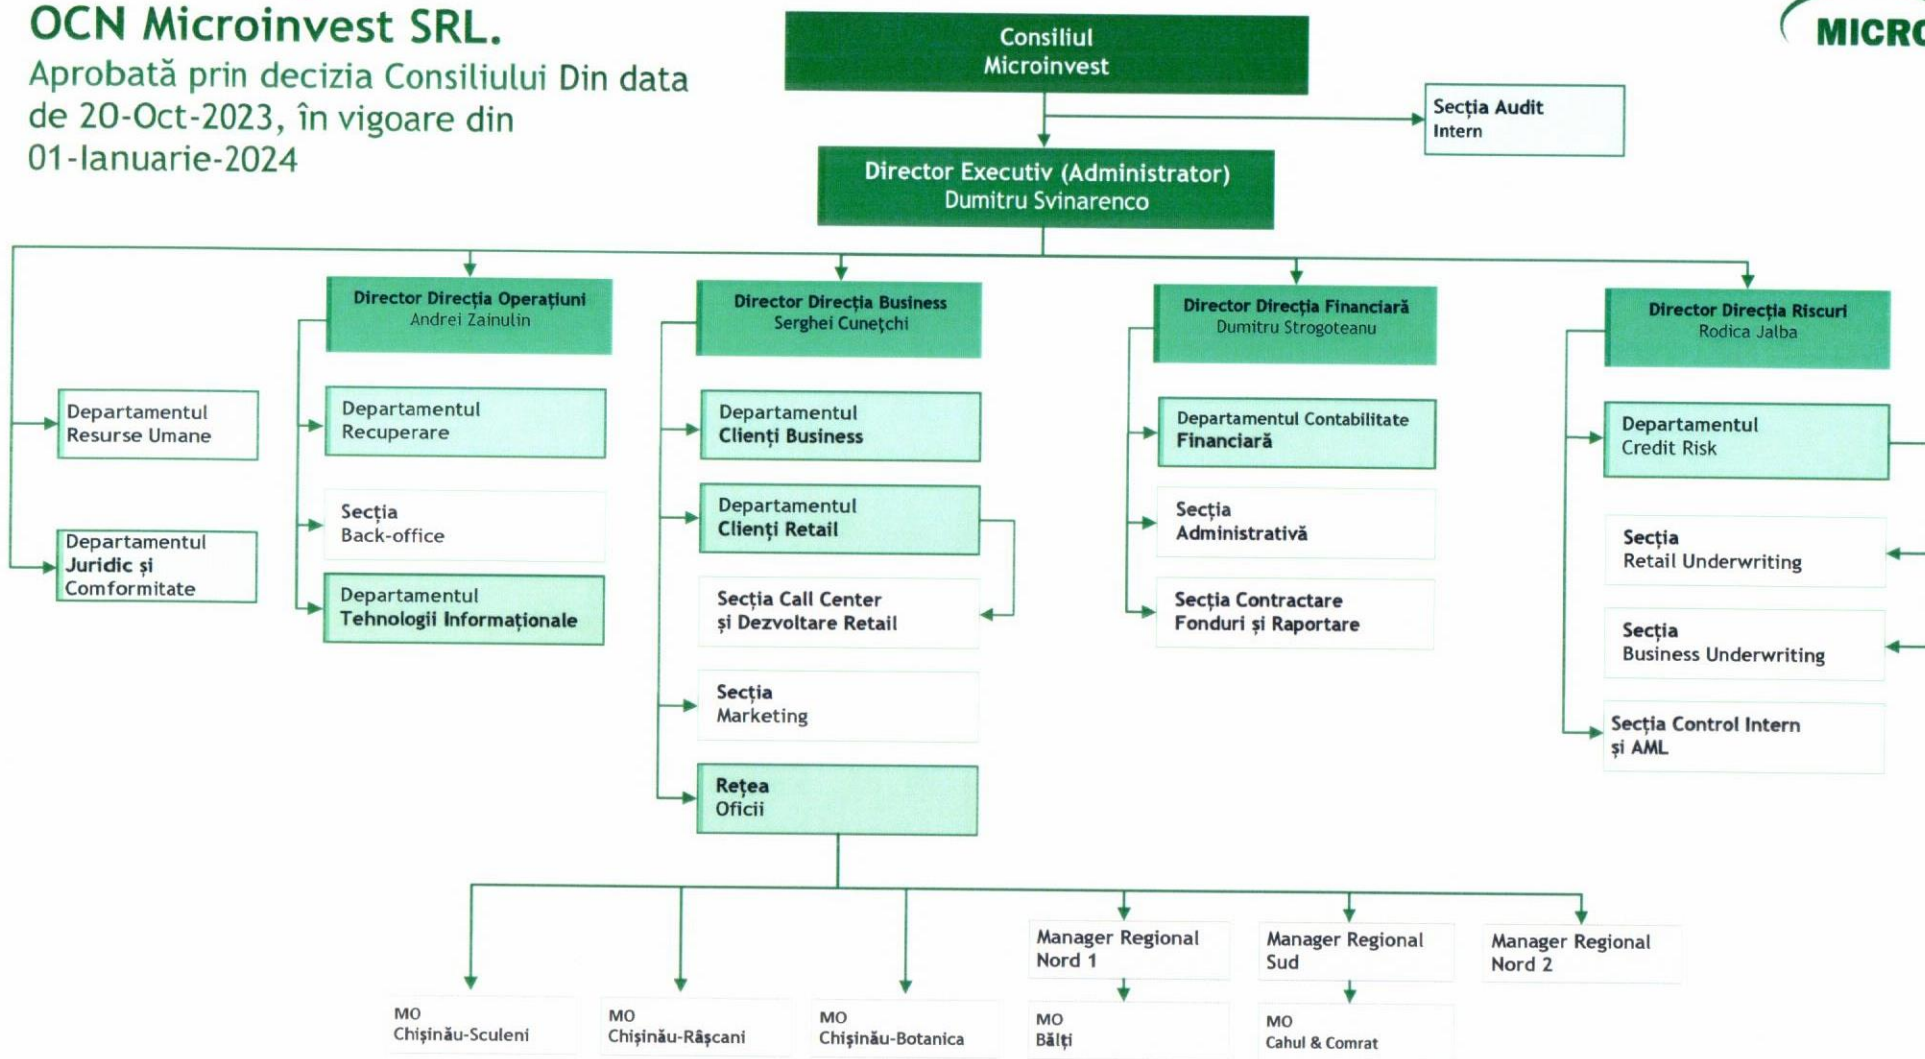 OCN Microinvest SRL.
Aprobată prin decizia Consiliului Din data
de 20-Oct-2023, în vigoare din
01-Ianuarie-2024
Consiliul
Microinvest
MICRO
Secția Audit
Intern
Director Executiv (Administrator)
Dumitru Svinarenco
Director Direcția Operațiuni
Andrei Zainulin
Director Direcția Business
Serghei Cunețchi
Director Direcția Financiară
Dumitru Strogoteanu
Director Direcția Riscuri
Rodica Jalba
Departamentul
Resurse Umane
Departamentul
Juridic și
Comformitate
Departamentul
Recuperare
Secția
Back-office
Departamentul
Tehnologii Informaționale
Departamentul
Clienți Business
Departamentul
Clienți Retail
Secția Call Center
și Dezvoltare Retail
Secția
Marketing
Rețea
Oficii
Departamentul Contabilitate
Financiară
Secția
Administrativă
Secția Contractare
Fonduri și Raportare
Departamentul
Credit Risk
Secția
Retail Underwriting
Secția
Business Underwriting
Secția Control Intern
și AML
Manager Regional
Nord 1
Manager Regional
Sud
Manager Regional
Nord 2
MO
Chișinău-Sculeni
MO
Chișinău-Râșcani
MO
Chișinău-Botanica
MO
Bălți
MO
Cahul & Comrat